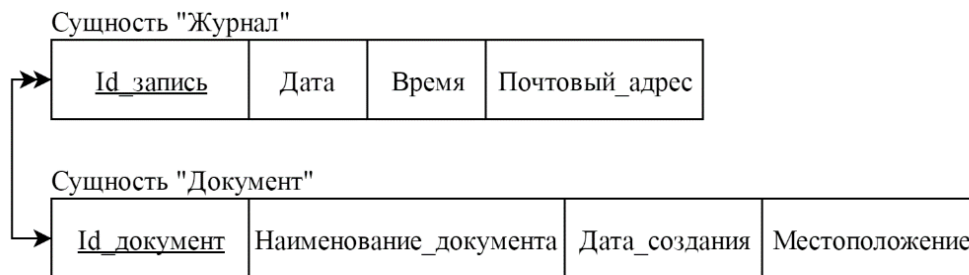 Сущность "Журнал"
Id_запись Дата Время Почтовый_адрес
Сущность "Документ"
Id_документ Наименование_документа Дата_создания Местоположение